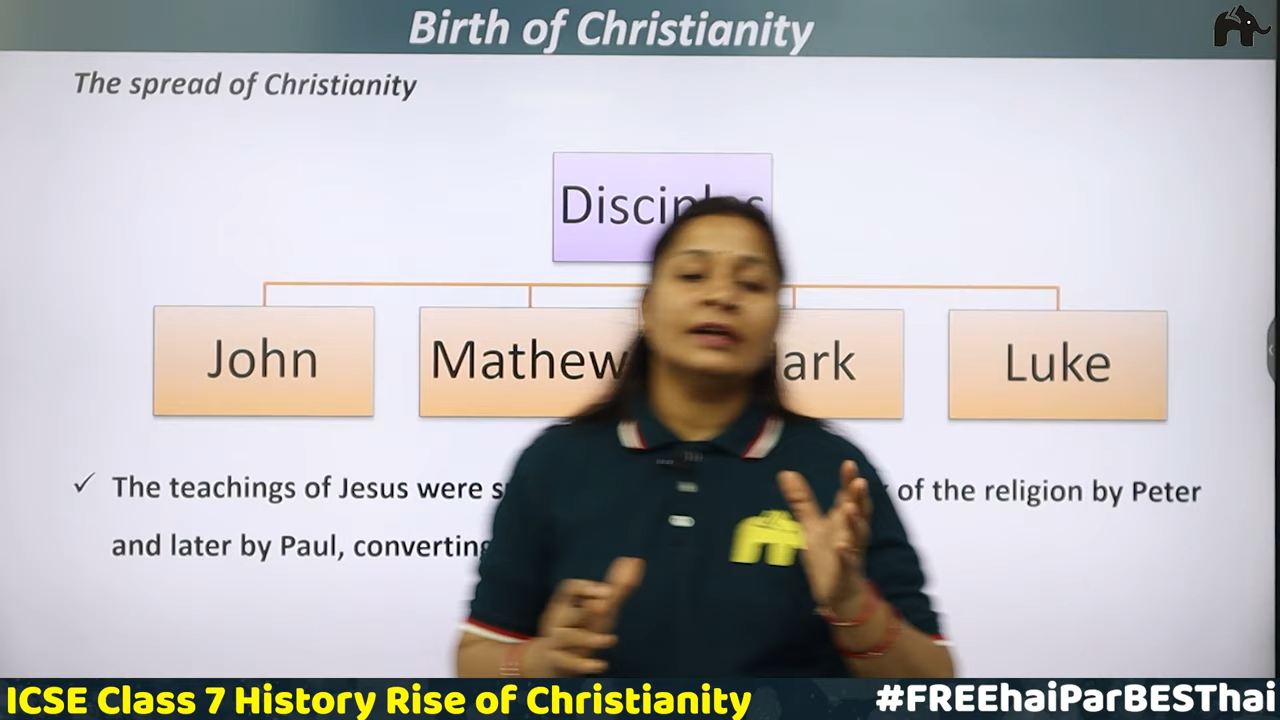 Birth of Christianity
The spread of Christianity
John
Mathew
Luke
The teachings of Jesus were of the religion by Peter
and later by Paul,
ICSE Class 7 History Rise of Christianity
#FREEhaiParBESThai